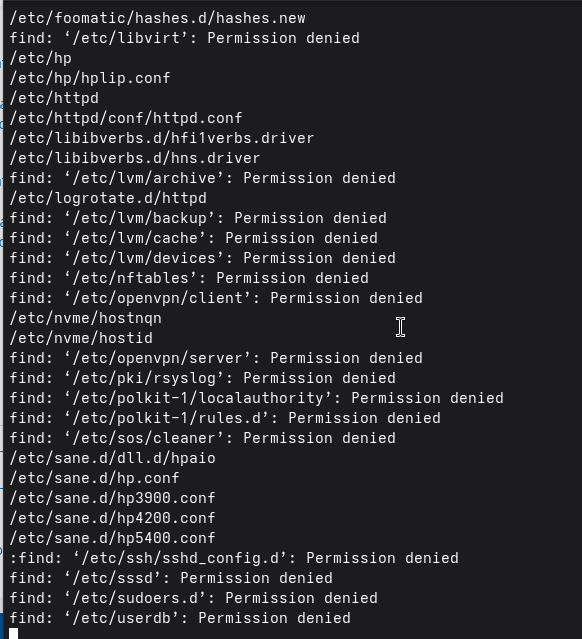 /etc/foomatic/hashes.d/hashes.new
find: ‘/etc/libvirt’: Permission denied
/etc/hp
/etc/hp/hplip.conf
/etc/httpd
/etc/httpd/conf/httpd.conf
/etc/libibverbs.d/hfi1verbs.driver
/etc/libibverbs.d/hns.driver
find: ‘/etc/lvm/archive’: Permission denied
/etc/logrotate.d/httpd
find: ‘/etc/lvm/backup’: Permission denied
find: ‘/etc/lvm/cache’: Permission denied
find: ‘/etc/lvm/devices’: Permission denied
find: ‘/etc/nftables’: Permission denied
find: ‘/etc/openvpn/client’: Permission denied
/etc/nvme/hostnqn
/etc/nvme/hostid
find: ‘/etc/openvpn/server’: Permission denied
find: ‘/etc/pki/rsyslog’: Permission denied
find: ‘/etc/polkit-1/localauthority’: Permission denied
find: ‘/etc/polkit-1/rules.d’: Permission denied
find: ‘/etc/sos/cleaner’: Permission denied
/etc/sane.d/dll.d/hpaio
/etc/sane.d/hp.conf
/etc/sane.d/hp3900.conf
/etc/sane.d/hp4200.conf
/etc/sane.d/hp5400.conf
:find: ‘/etc/ssh/sshd_config.d’: Permission denied
find: ‘/etc/sssd’: Permission denied
find: ‘/etc/sudoers.d’: Permission denied
find: ‘/etc/userdb’: Permission denied